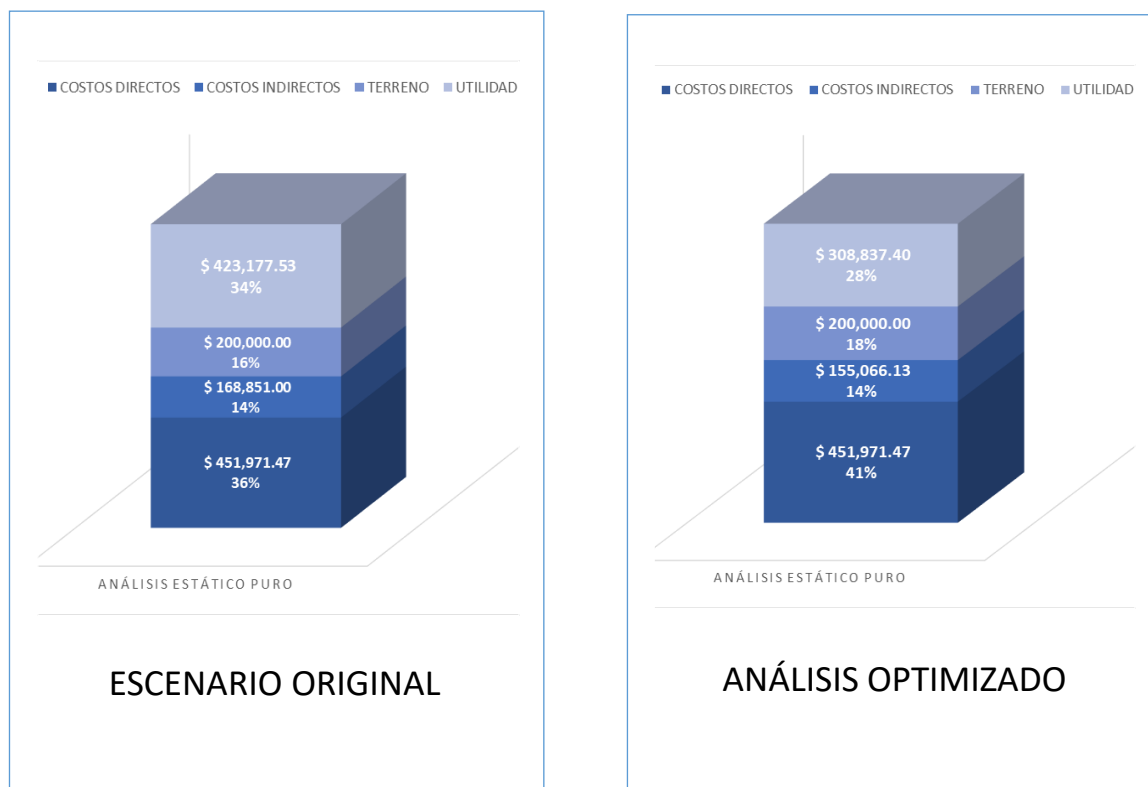 COSTOS DIRECTOS COSTOS INDIRECTOS TERRENO UTILIDAD
$ 423,177.53
34%
$ 200,000.00
16%
$ 168,851.00
14%
$ 451,971.47
36%
ANÁLISIS ESTÁTICO PURO
ESCENARIO ORIGINAL
COSTOS DIRECTOS COSTOS INDIRECTOS TERRENO UTILIDAD
$ 308,837.40
28%
$ 200,000.00
18%
$ 155,066.13
14%
$ 451,971.47
41%
ANÁLISIS ESTÁTICO PURO
ANÁLISIS OPTIMIZADO